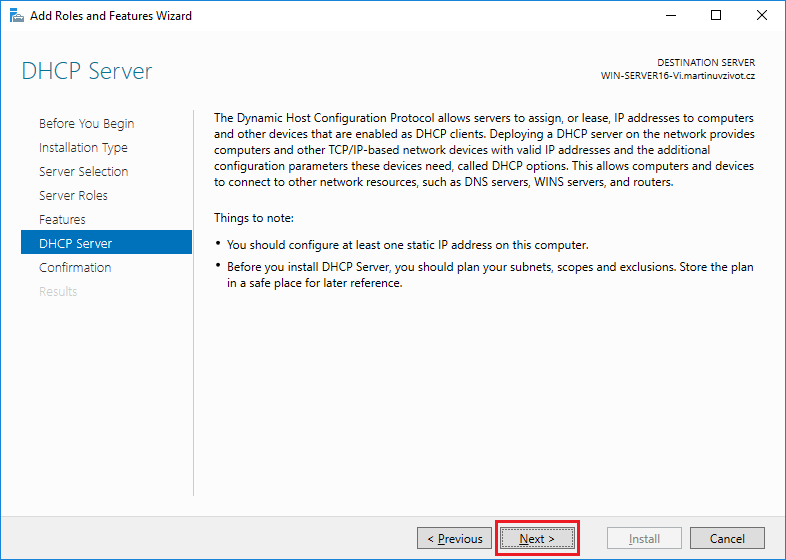 Add Roles and Features Wizard
DHCP Server
DESTINATION SERVER
WIN-SERVER16-Vi.martinuvzivot.cz
Before You Begin
Installation Type
Server Selection
Server Roles
Features
DHCP Server
Confirmation
Results
The Dynamic Host Configuration Protocol allows servers to assign, or lease, IP addresses to computers
and other devices that are enabled as DHCP clients. Deploying a DHCP server on the network provides
computers and other TCP/IP-based network devices with valid IP addresses and the additional
configuration parameters these devices need, called DHCP options. This allows computers and devices
to connect to other network resources, such as DNS servers, WINS servers, and routers.
Things to note:
• You should configure at least one static IP address on this computer.
• Before you install DHCP Server, you should plan your subnets, scopes and exclusions. Store the plan
in a safe place for later reference.
< Previous
Next >
Install
Cancel